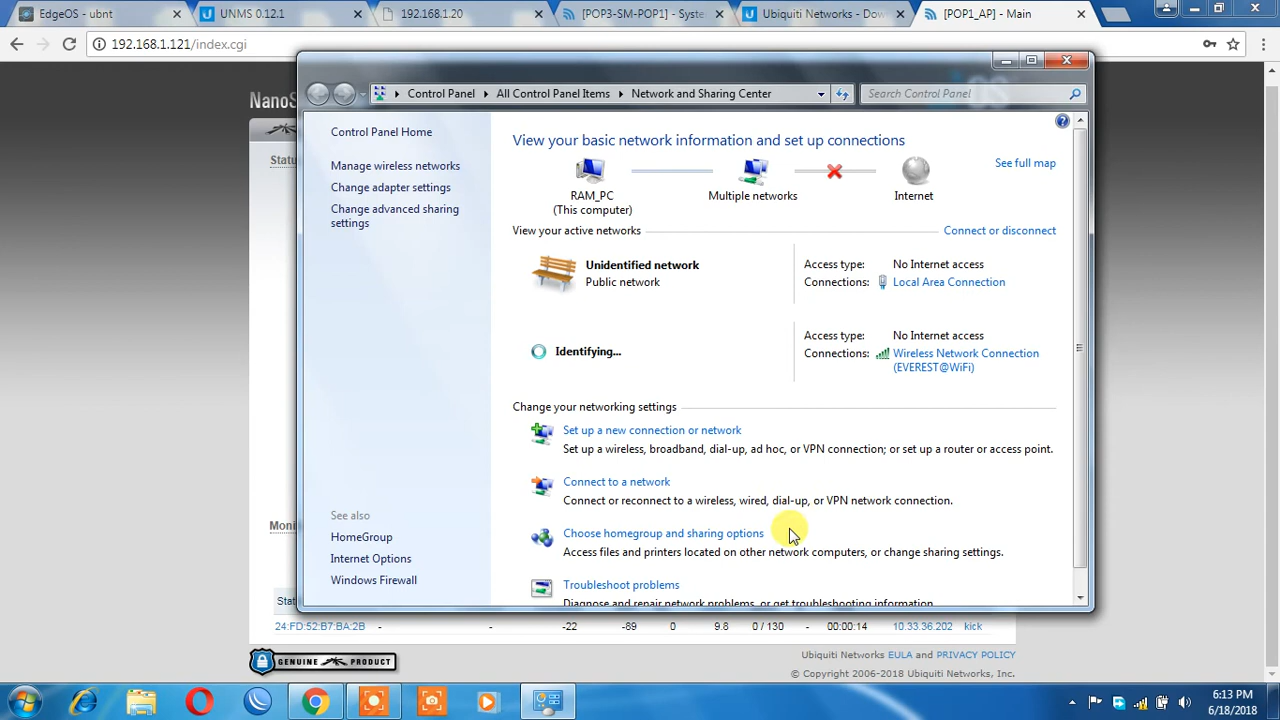 EdgeOS - ubnt
UNMS 0.12.1
192.168.1.20
[POP3-SM-POP1] - Syste
Ubiquiti Networks - Dow
[POP1_AP] - Main
192.168.1.121/index.cgi
NanoS
OS
Control Panel
All Control Panel Items
Network and Sharing Center
Search Control Panel
Control Panel Home
Manage wireless networks
Change adapter settings
Change advanced sharing
settings
View your basic network information and set up connections
See full map
RAM_PC
(This computer)
Multiple networks
Internet
View your active networks
Connect or disconnect
Unidentified network
Public network
Access type:
No Internet access
Connections:
Local Area Connection
Identifying...
Access type:
No Internet access
Connections:
Wireless Network Connection
(EVEREST@WiFi)
Change your networking settings
Set up a new connection or network
Set up a wireless, broadband, dial-up, ad hoc, or VPN connection; or set up a router or access point.
Connect to a network
Connect or reconnect to a wireless, wired, dial-up, or VPN network connection.
Choose homegroup and sharing options
Access files and printers located on other network computers, or change sharing settings.
Troubleshoot problems
Diagnose and repair network problems, or get troubleshooting information.
See also
HomeGroup
Internet Options
Windows Firewall
Statu
Moni
Stat
24:FD:52:B7:BA:2B - - -22 -89 0 9.8 0 / 130 - 00:00:14 10.33.36.202 kick
GENUINE PRODUCT
Ubiquiti Networks EULA and PRIVACY POLICY
© Copyright 2006-2018 Ubiquiti Networks, Inc.
6:13 PM
6/18/2018